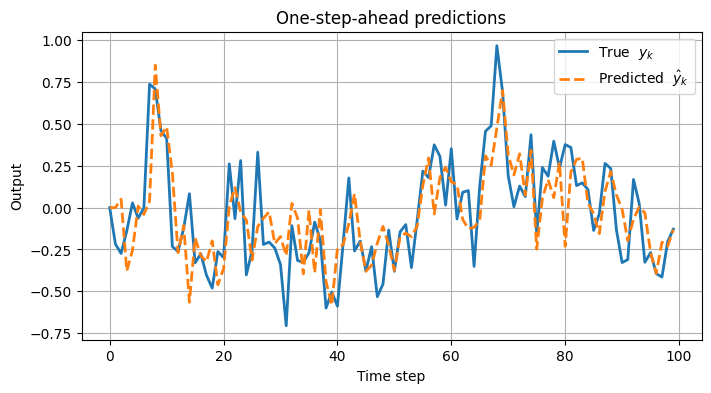 One-step-ahead predictions
True y_k
Predicted ŷ_k
Output
1.00
0.75
0.50
0.25
0.00
−0.25
−0.50
−0.75
0 20 40 60 80 100
Time step